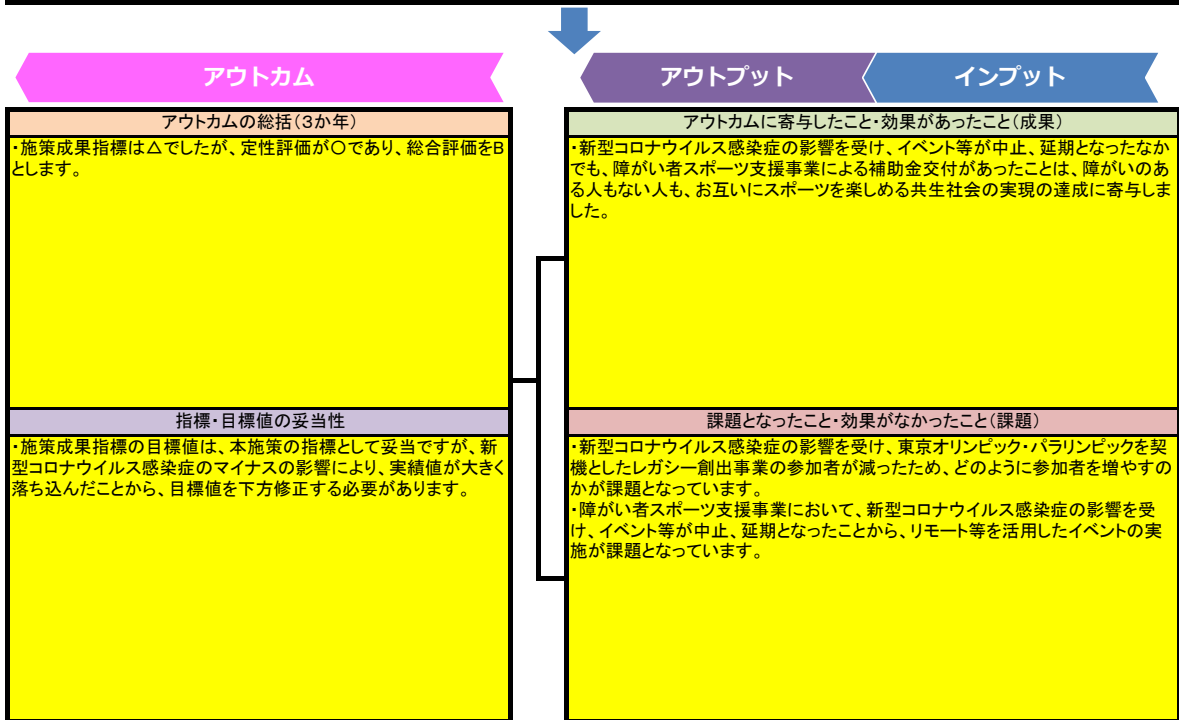 アウトカム
アウトプット
インプット
アウトカムの総括(3か年)
・施策成果指標は△でしたが、定性評価が〇であり、総合評価をB
とします。
指標・目標値の妥当性
・施策成果指標の目標値は、本施策の指標として妥当ですが、新
型コロナウイルス感染症のマイナスの影響により、実績値が大きく
落ち込んだことから、目標値を下方修正する必要があります。
アウトカムに寄与したこと・効果があったこと(成果)
・新型コロナウイルス感染症の影響を受け、イベント等が中止、延期となったなか
でも、障がい者スポーツ支援事業による補助金交付があったことは、障がいのあ
る人もない人も、お互いにスポーツを楽しめる共生社会の実現の達成に寄与しま
した。
課題となったこと・効果がなかったこと(課題)
・新型コロナウイルス感染症の影響を受け、東京オリンピック・パラリンピックを契
機としたレガシー創出事業の参加者が減ったため、どのように参加者を増やすの
かが課題となっています。
・障がい者スポーツ支援事業において、新型コロナウイルス感染症の影響を受
け、イベント等が中止、延期となったことから、リモート等を活用したイベントの実
施が課題となっています。